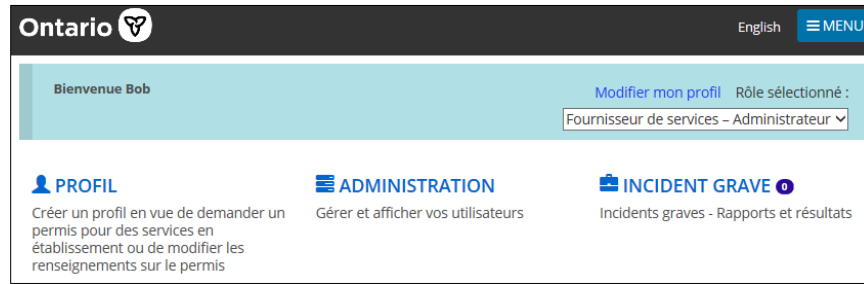 Ontario
English
MENU
Bienvenue Bob
Modifier mon profil Rôle sélectionné :
Fournisseur de services – Administrateur
PROFIL
Créer un profil en vue de demander un
permis pour des services en
établissement ou de modifier les
renseignements sur le permis
ADMINISTRATION
Gérer et afficher vos utilisateurs
INCIDENT GRAVE 0
Incidents graves - Rapports et résultats